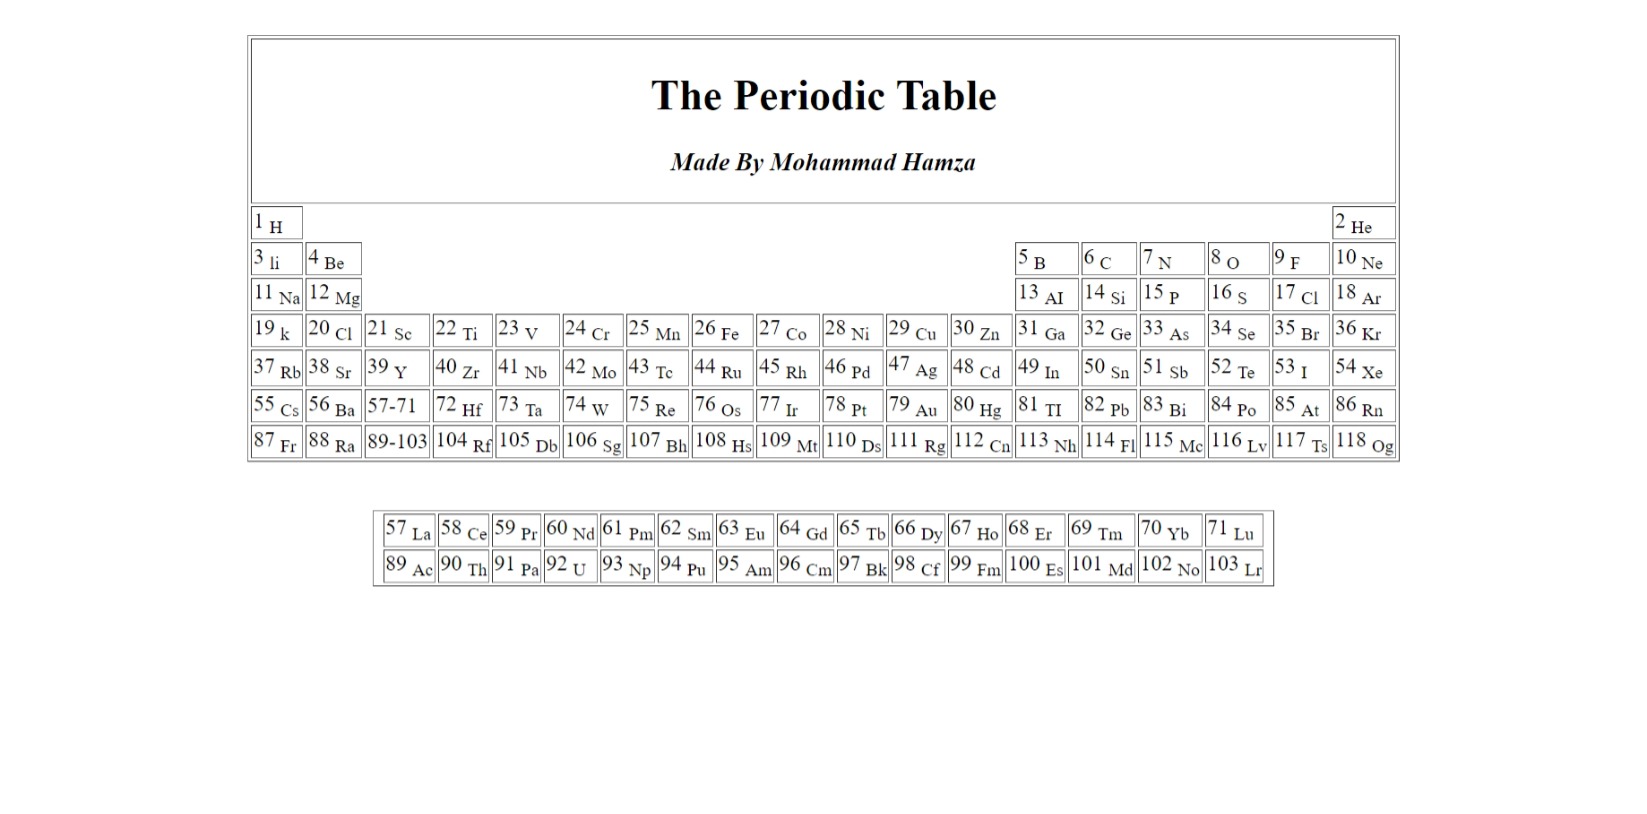 The Periodic Table
Made By Mohammad Hamza
1 H 2 He
3 li 4 Be 5 B 6 C 7 N 8 O 9 F 10 Ne
11 Na 12 Mg 13 AI 14 Si 15 P 16 S 17 Cl 18 Ar
19 k 20 Cl 21 Sc 22 Ti 23 V 24 Cr 25 Mn 26 Fe 27 Co 28 Ni 29 Cu 30 Zn 31 Ga 32 Ge 33 As 34 Se 35 Br 36 Kr
37 Rb 38 Sr 39 Y 40 Zr 41 Nb 42 Mo 43 Tc 44 Ru 45 Rh 46 Pd 47 Ag 48 Cd 49 In 50 Sn 51 Sb 52 Te 53 I 54 Xe
55 Cs 56 Ba 57-71 72 Hf 73 Ta 74 W 75 Re 76 Os 77 Ir 78 Pt 79 Au 80 Hg 81 TI 82 Pb 83 Bi 84 Po 85 At 86 Rn
87 Fr 88 Ra 89-103 104 Rf 105 Db 106 Sg 107 Bh 108 Hs 109 Mt 110 Ds 111 Rg 112 Cn 113 Nh 114 Fl 115 Mc 116 Lv 117 Ts 118 Og
57 La 58 Ce 59 Pr 60 Nd 61 Pm 62 Sm 63 Eu 64 Gd 65 Tb 66 Dy 67 Ho 68 Er 69 Tm 70 Yb 71 Lu
89 Ac 90 Th 91 Pa 92 U 93 Np 94 Pu 95 Am 96 Cm 97 Bk 98 Cf 99 Fm 100 Es 101 Md 102 No 103 Lr